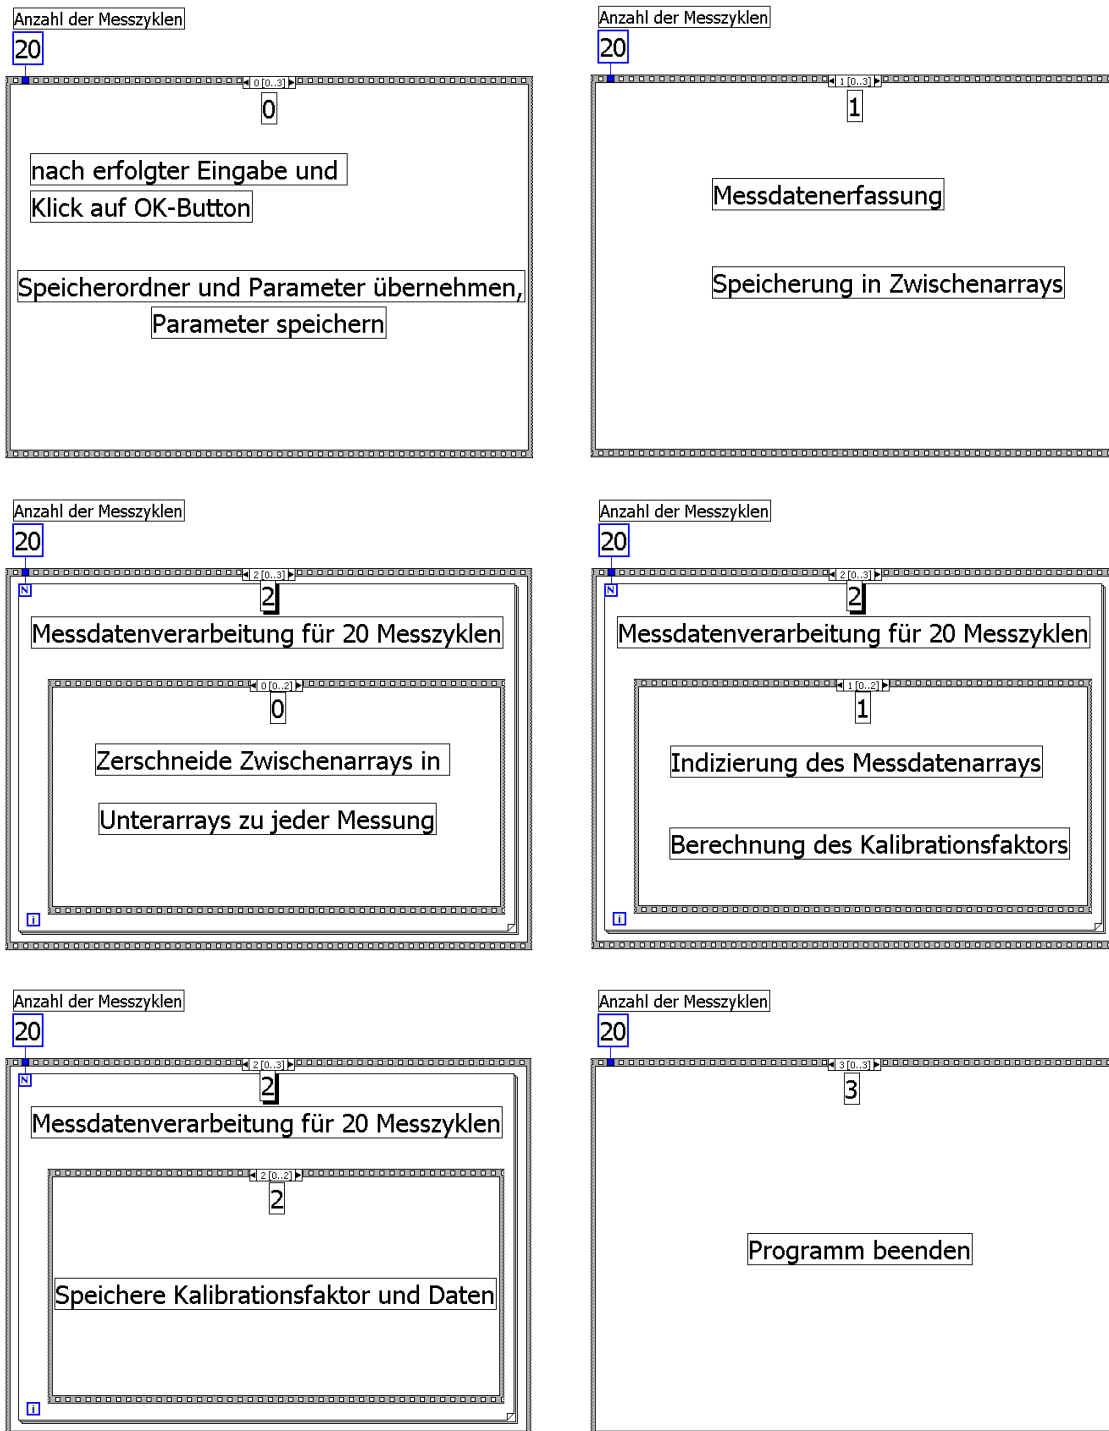 Anzahl der Messzyklen
20
0 [0..3]
0
nach erfolgter Eingabe und
Klick auf OK-Button
Speicherordner und Parameter übernehmen,
Parameter speichern
Anzahl der Messzyklen
20
1 [0..3]
1
Messdatenerfassung
Speicherung in Zwischenarrays
Anzahl der Messzyklen
20
2 [0..3]
N
2
Messdatenverarbeitung für 20 Messzyklen
0 [0..2]
0
Zerschneide Zwischenarrays in
Unterarrays zu jeder Messung
i
Anzahl der Messzyklen
20
2 [0..3]
N
2
Messdatenverarbeitung für 20 Messzyklen
1 [0..2]
1
Indizierung des Messdatenarrays
Berechnung des Kalibrationsfaktors
i
Anzahl der Messzyklen
20
2 [0..3]
N
2
Messdatenverarbeitung für 20 Messzyklen
2 [0..2]
2
Speichere Kalibrationsfaktor und Daten
i
Anzahl der Messzyklen
20
3 [0..3]
3
Programm beenden